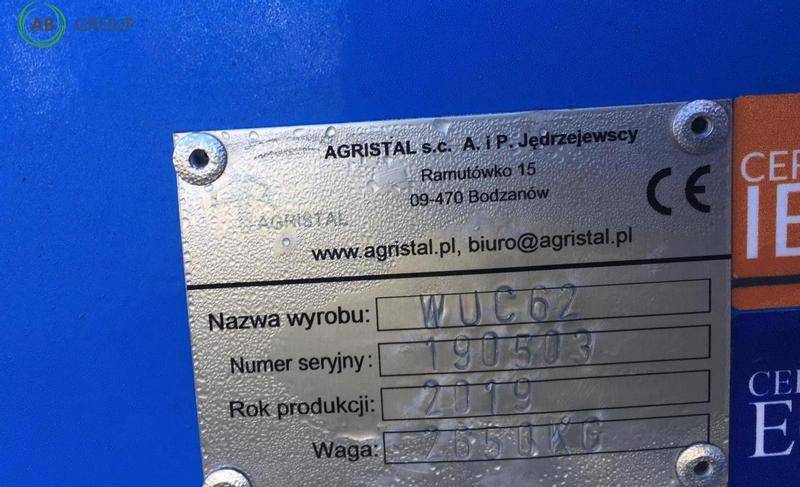 AB GROUP
AGRISTAL s.c. A. i P. Jędrzejewscy
Ramutówko 15
09-470 Bodzanów
CE
AGRISTAL
www.agristal.pl, biuro@agristal.pl
Nazwa wyrobu: WUC62
Numer seryjny: 190503
Rok produkcji: 2019
Waga: 2650KG
CER
IE
CE
E